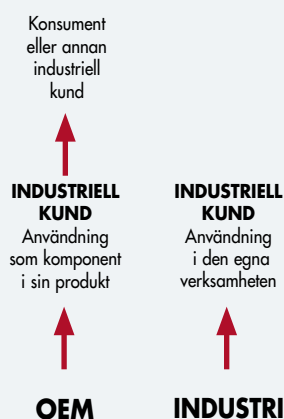 Konsument
eller annan
industriell
kund
INDUSTRIELL
KUND
Användning
som komponent
i sin produkt
INDUSTRIELL
KUND
Användning
i den egna
verksamheten
OEM
INDUSTRI